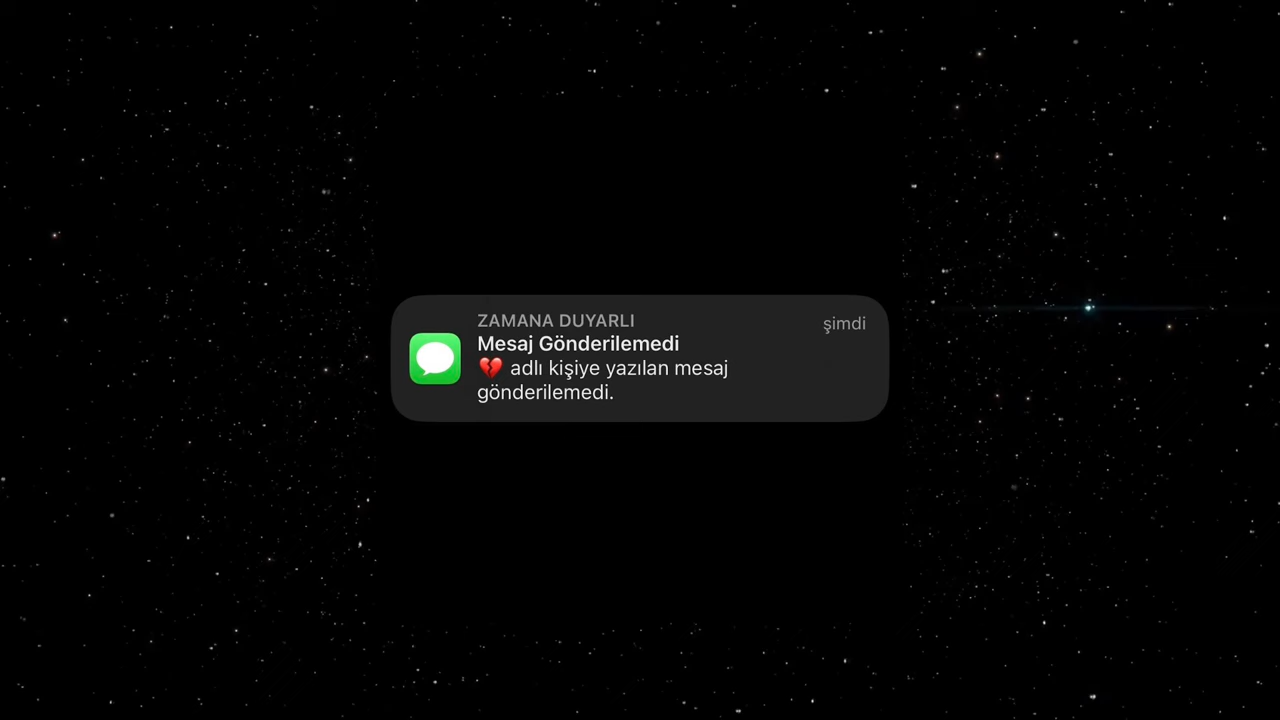 ZAMANA DUYARLI
şimdi
Mesaj Gönderilemedi
💔 adlı kişiye yazılan mesaj
gönderilemedi.